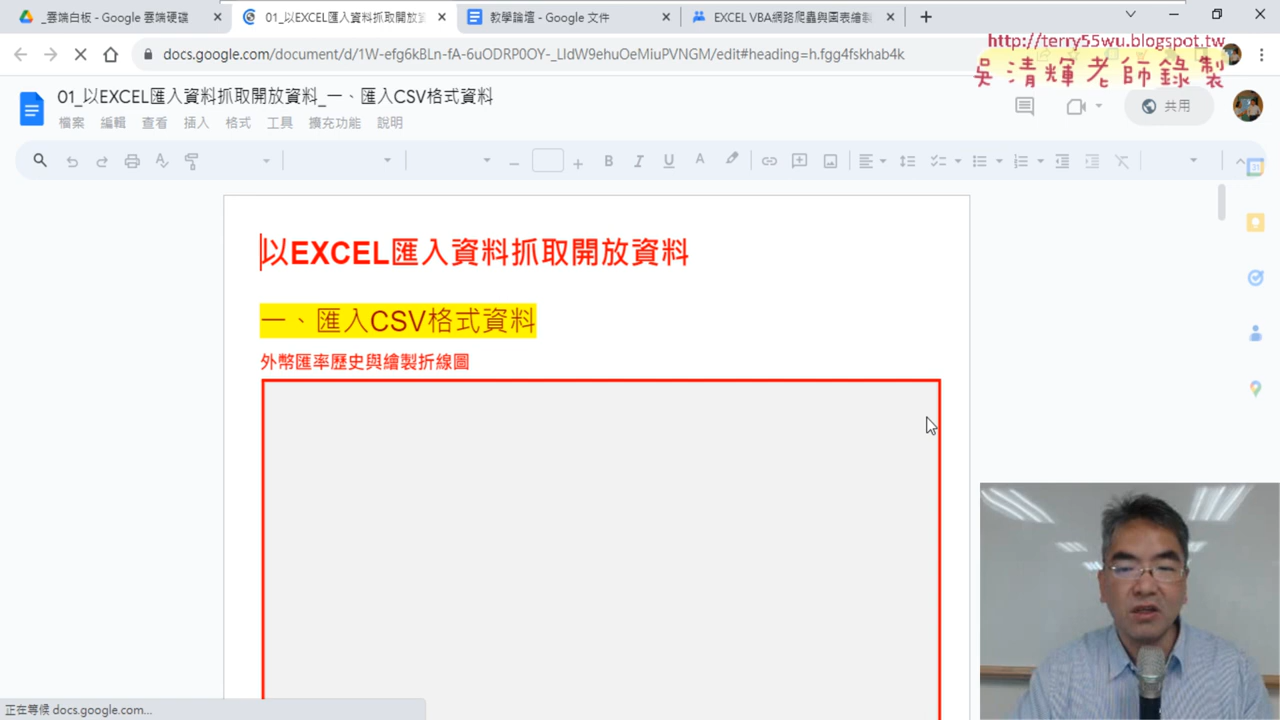 _雲端白板 - Google 雲端硬碟
01_以EXCEL匯入資料抓取開放資
教學論壇 - Google 文件
EXCEL VBA網路爬蟲與圖表繪
docs.google.com/document/d/1W-efg6kBLn-fA-6uODRP0OY-_LIdW9ehuOeMiuPVNGM/edit#heading=h.fgg4fskhab4k
http://terry55wu.blogspot.tw
吳清輝老師錄製
01_以EXCEL匯入資料抓取開放資料_一、匯入CSV格式資料
檔案 編輯 查看 插入 格式 工具 擴充功能 說明
共用
以EXCEL匯入資料抓取開放資料
一、匯入CSV格式資料
外幣匯率歷史與繪製折線圖
正在等候 docs.google.com...